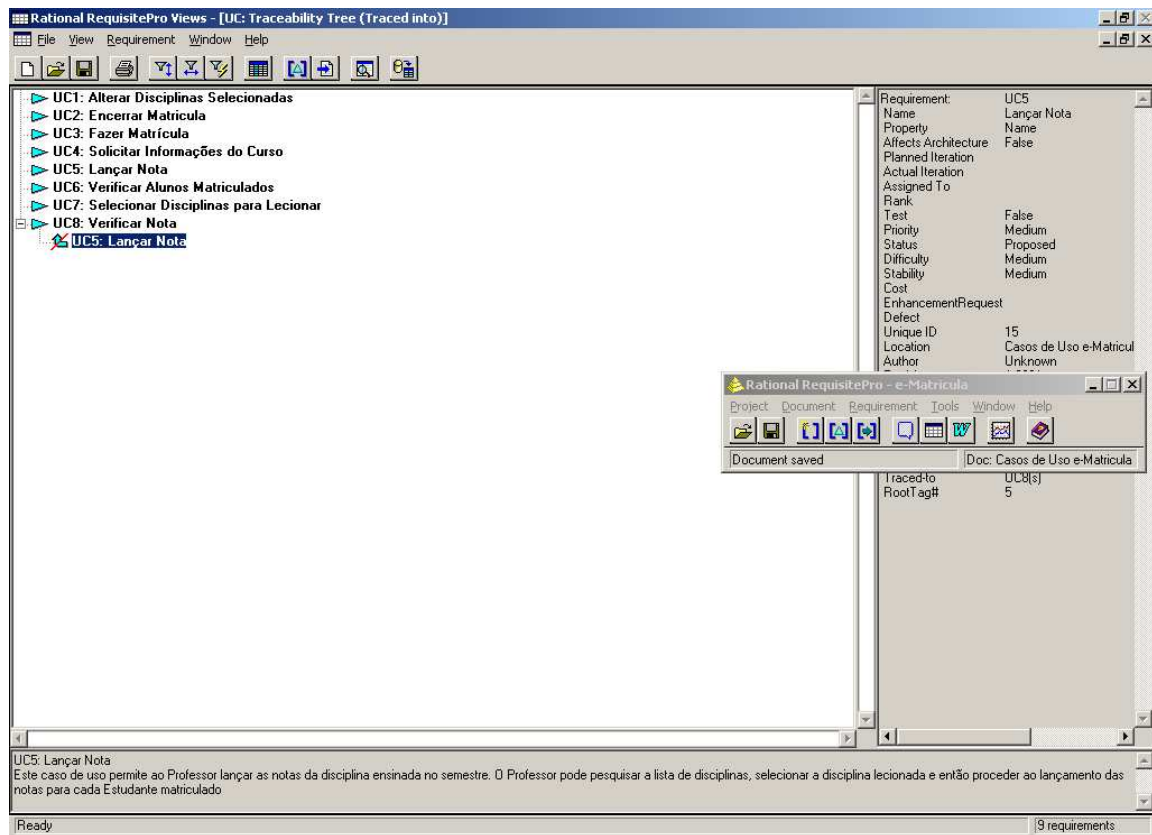 Rational RequisitePro Views - [UC: Traceability Tree (Traced into)]
File View Requirement Window Help
UC1: Alterar Disciplinas Selecionadas
UC2: Encerrar Matricula
UC3: Fazer Matrícula
UC4: Solicitar Informações do Curso
UC5: Lançar Nota
UC6: Verificar Alunos Matriculados
UC7: Selecionar Disciplinas para Lecionar
UC8: Verificar Nota
UC5: Lançar Nota
Requirement: UC5
Name Lançar Nota
Property Name
Affects Architecture False
Planned Iteration
Actual Iteration
Assigned To
Rank
Test False
Priority Medium
Status Proposed
Difficulty Medium
Stability Medium
Cost
EnhancementRequest
Defect
Unique ID 15
Location Casos de Uso e-Matricul
Author Unknown
Rational RequisitePro - e-Matricula
Project Document Requirement Tools Window Help
Document saved Doc: Casos de Uso e-Matricula
Traced-to UC8(s)
RootTag# 5
UC5: Lançar Nota
Este caso de uso permite ao Professor lançar as notas da disciplina ensinada no semestre. O Professor pode pesquisar a lista de disciplinas, selecionar a disciplina lecionada e então proceder ao lançamento das
notas para cada Estudante matriculado
Ready 9 requirements